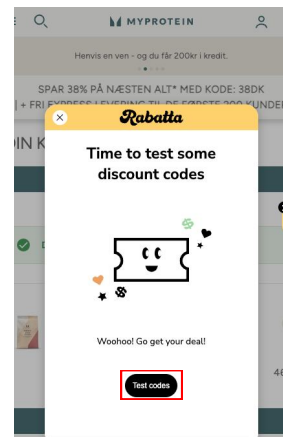 MYPROTEIN
Henvis en ven - og du får 200kr i kredit.
SPAR 38% PÅ NÆSTEN ALT* MED KODE: 38DK
+ FRI EXPRESS LEVERING TIL DE FØRSTE 200 KUNDER
Rabatta
Time to test some
discount codes
Woohoo! Go get your deal!
Test codes